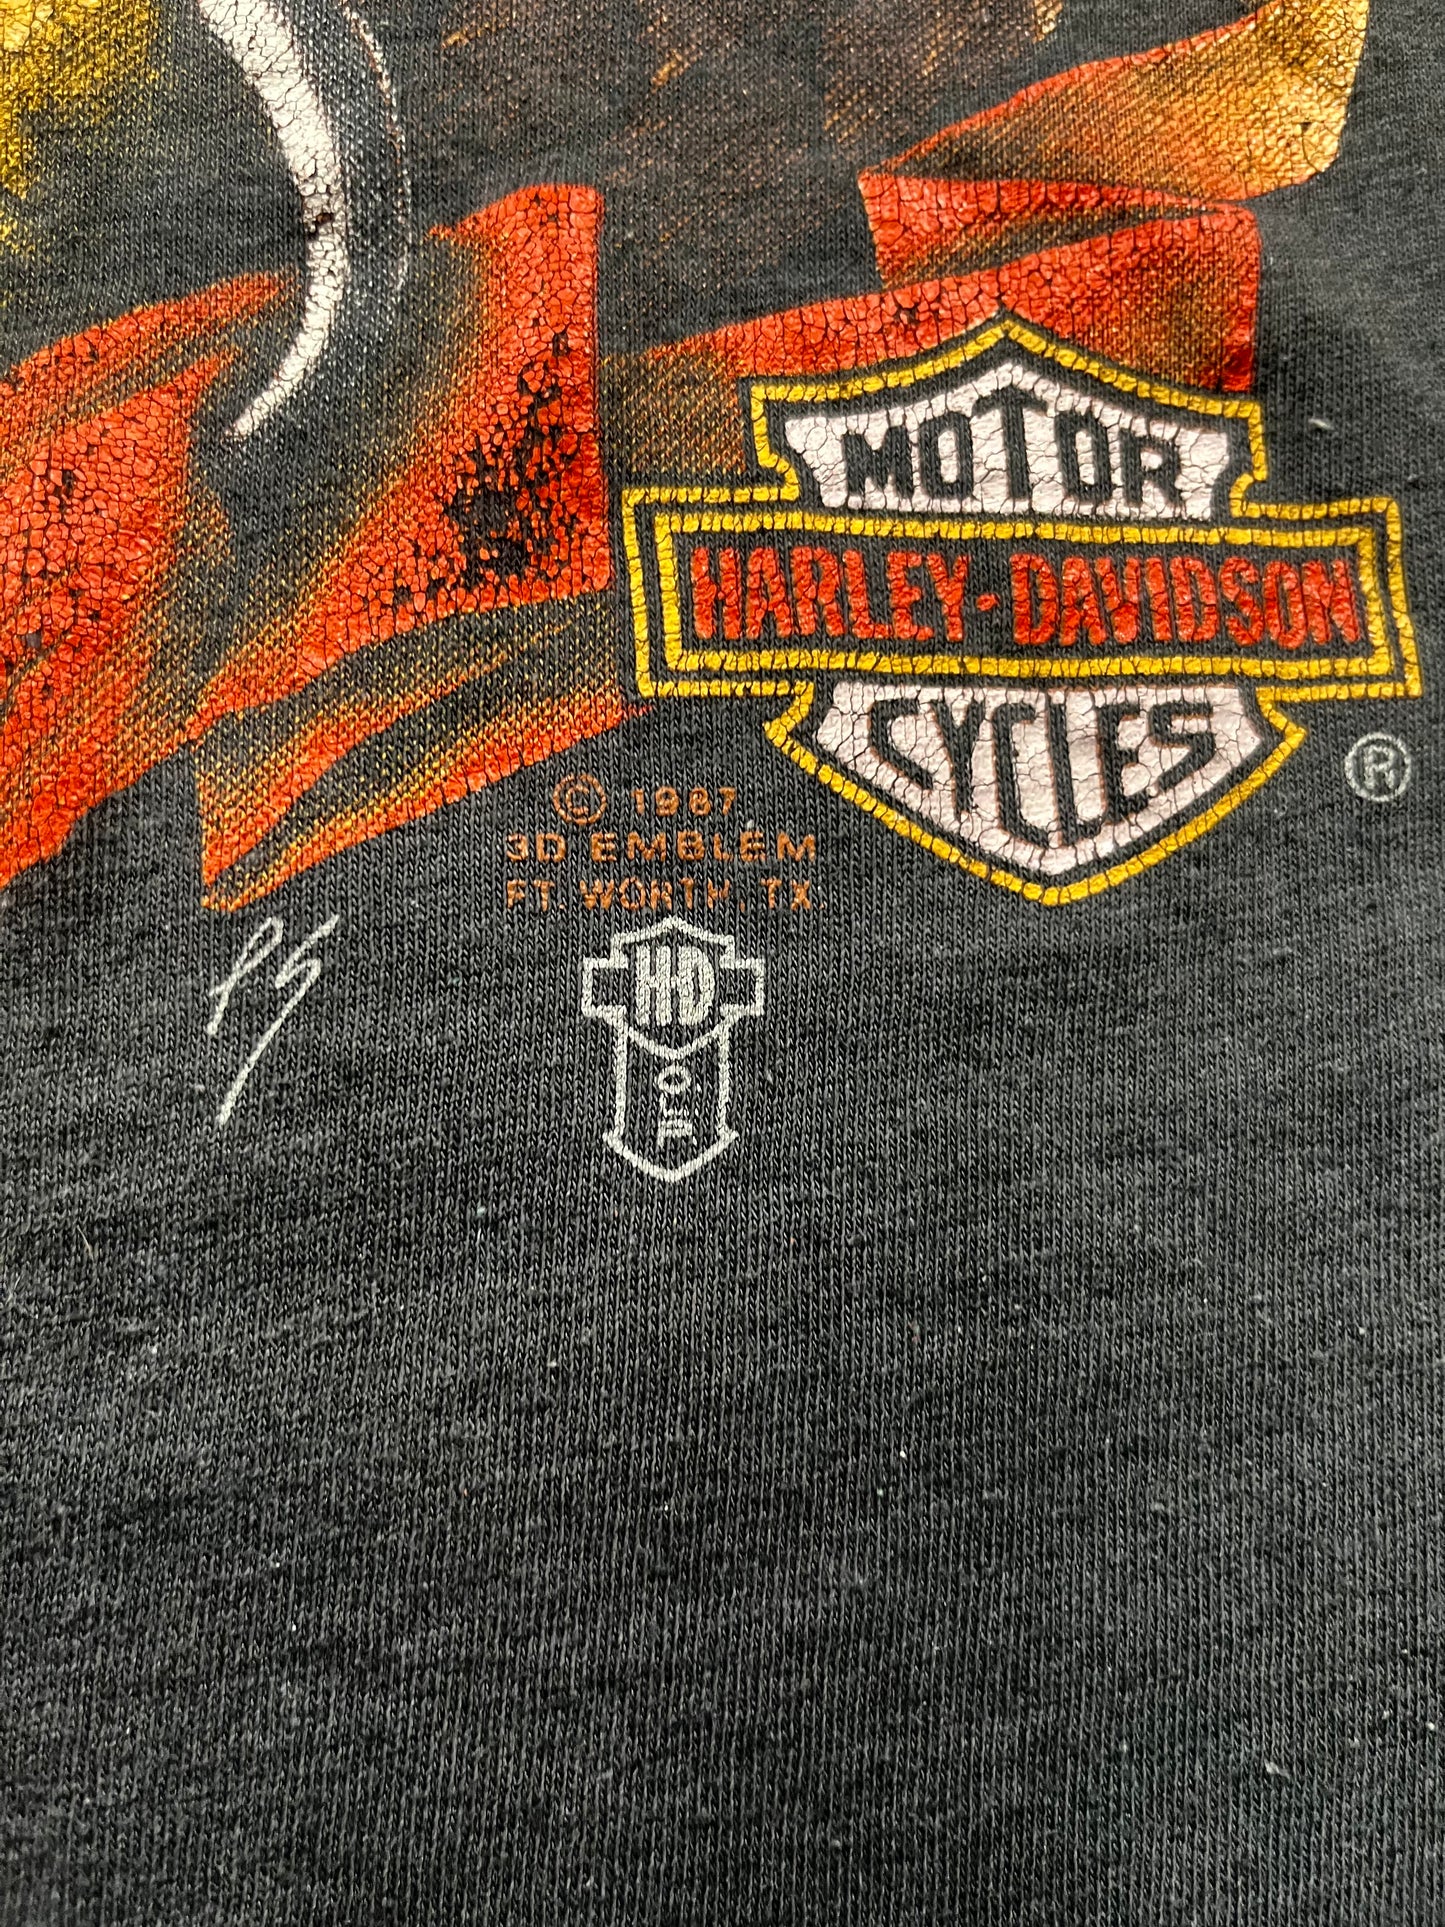 MOTOR
HARLEY-DAVIDSON
CYCLES
®
© 1987
3D EMBLEM
FT. WORTH, TX.
H-D